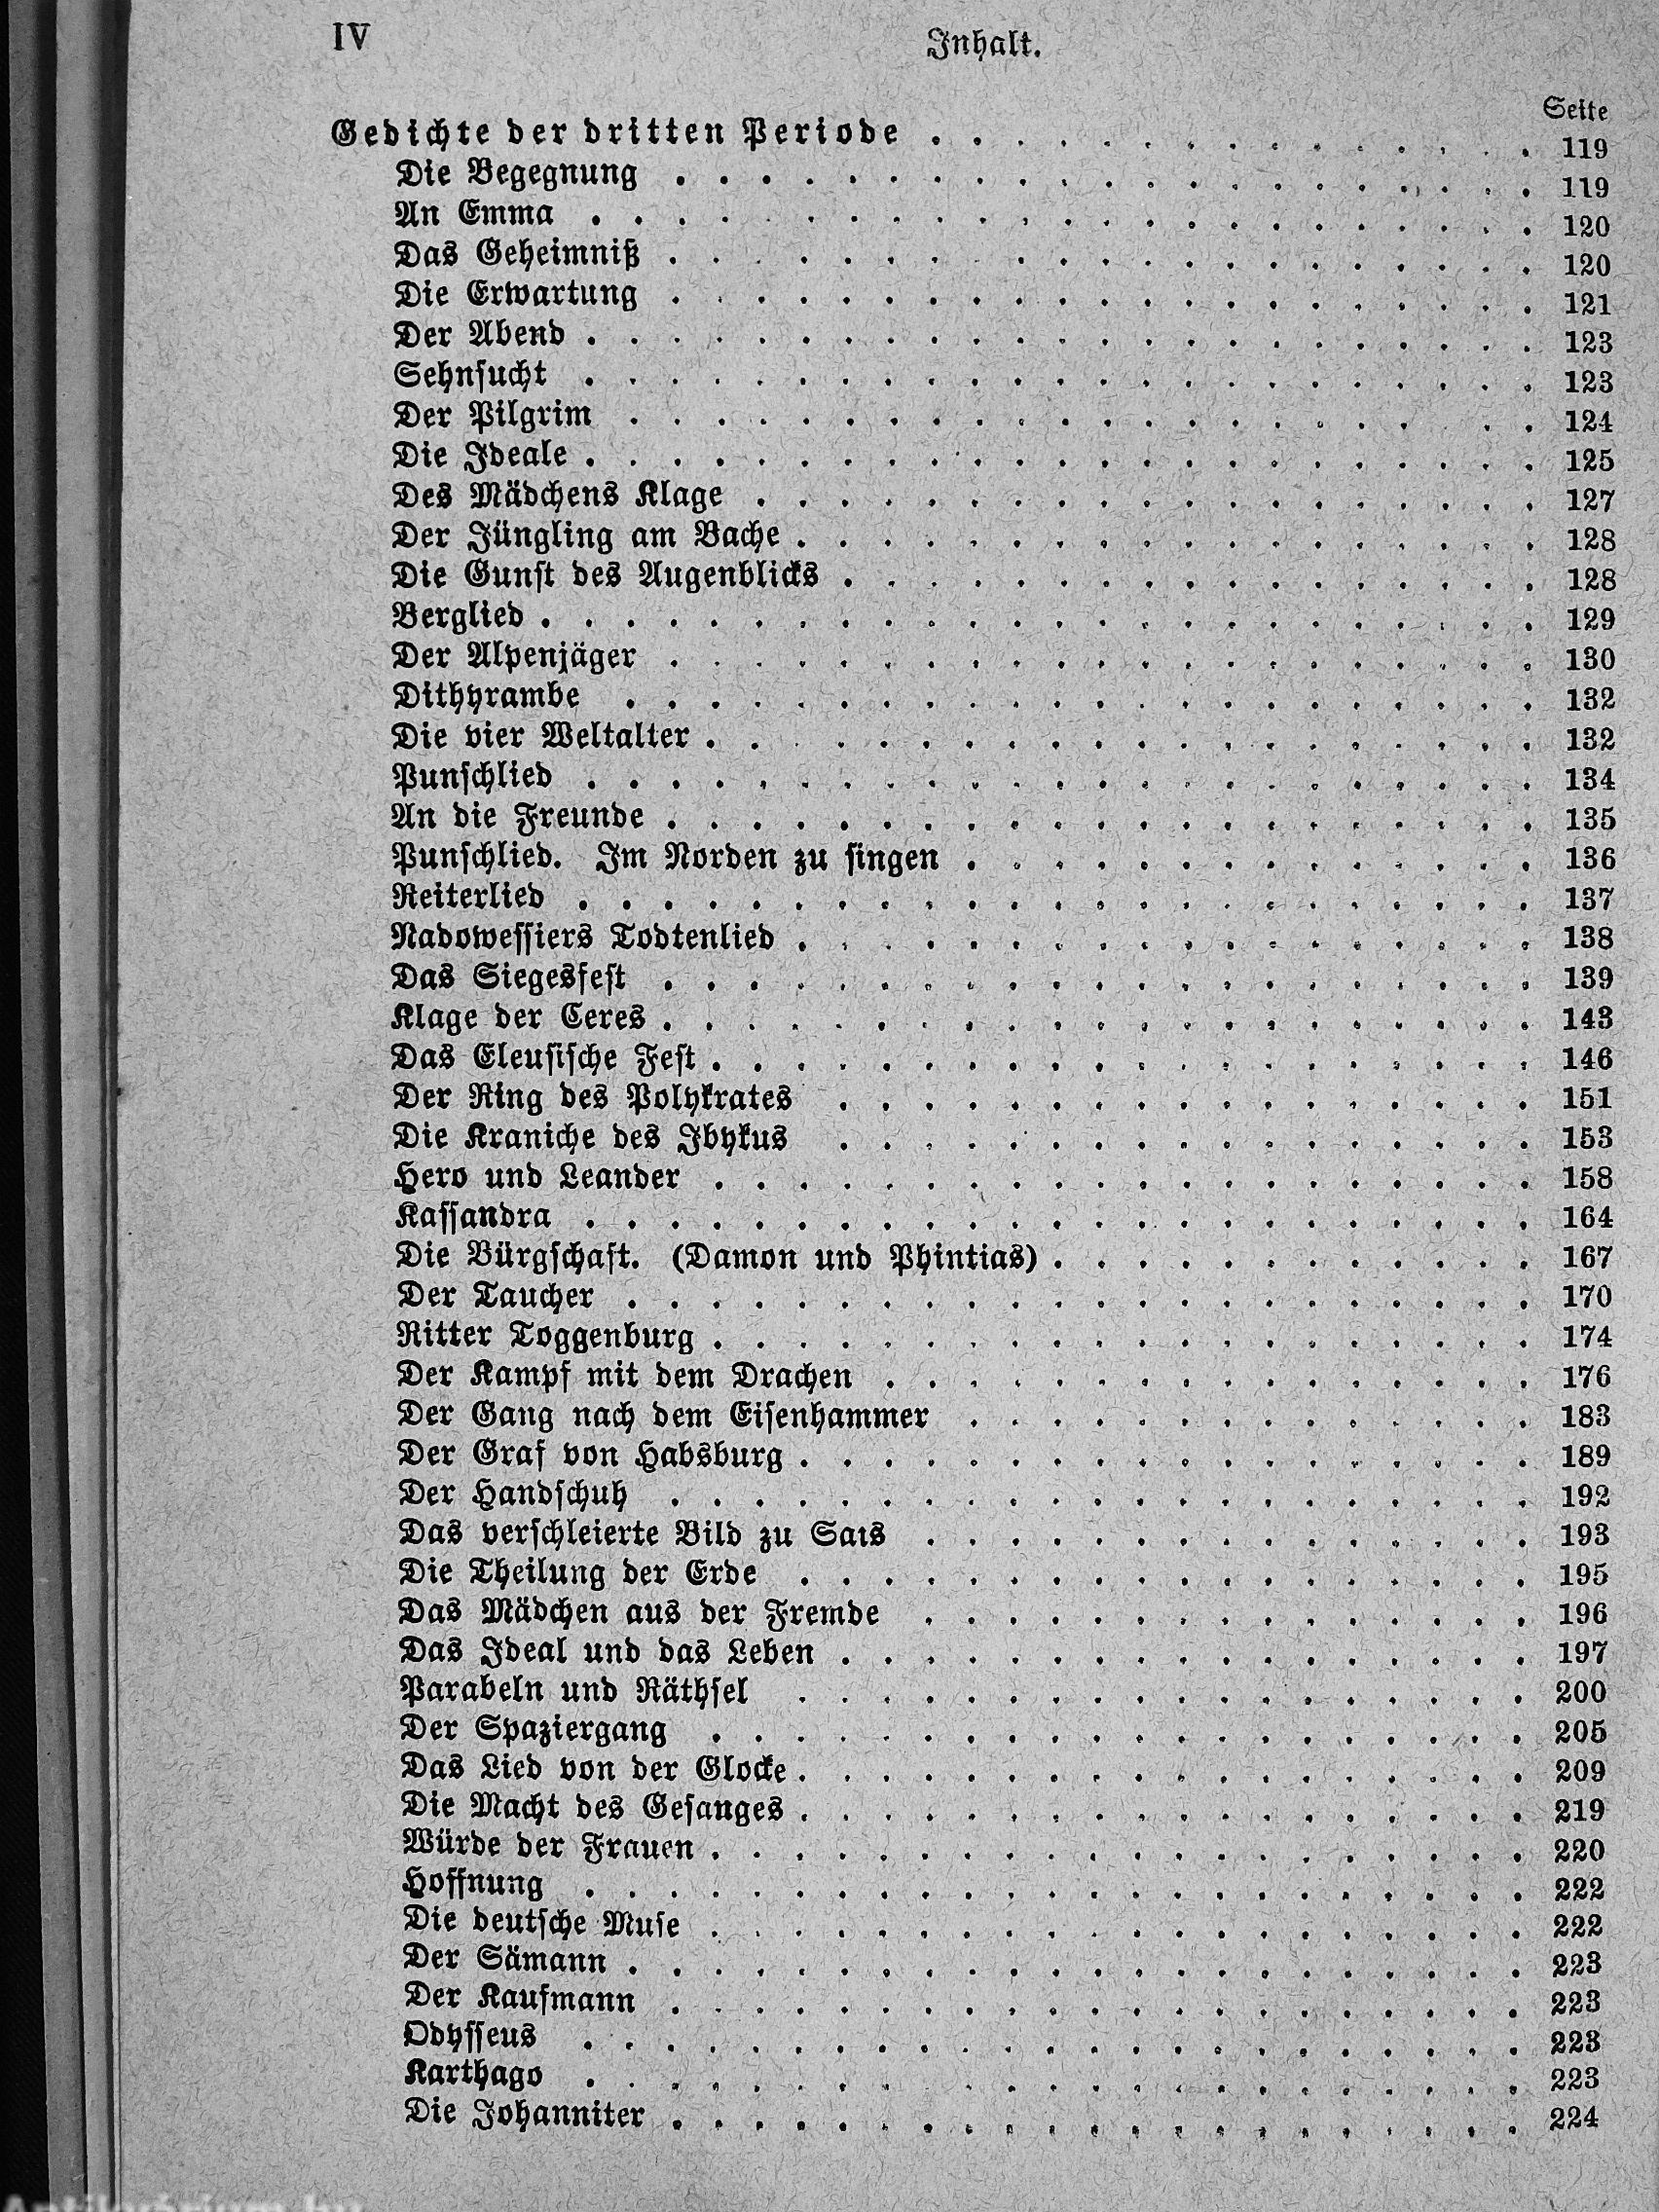 IV
Inhalt.
Seite
Gedichte der dritten Periode . . . . . . . . . . . . . . . 119
Die Begegnung . . . . . . . . . . . . . . . . . . . . . 119
An Emma . . . . . . . . . . . . . . . . . . . . . . . 120
Das Geheimniß . . . . . . . . . . . . . . . . . . . . . 120
Die Erwartung . . . . . . . . . . . . . . . . . . . . . 121
Der Abend . . . . . . . . . . . . . . . . . . . . . . . 123
Sehnsucht . . . . . . . . . . . . . . . . . . . . . . . 123
Der Pilgrim . . . . . . . . . . . . . . . . . . . . . . 124
Die Ideale . . . . . . . . . . . . . . . . . . . . . . . 125
Des Mädchens Klage . . . . . . . . . . . . . . . . . . . 127
Der Jüngling am Bache . . . . . . . . . . . . . . . . . . 128
Die Gunst des Augenblicks . . . . . . . . . . . . . . . . . 128
Berglied . . . . . . . . . . . . . . . . . . . . . . . . 129
Der Alpenjäger . . . . . . . . . . . . . . . . . . . . . 130
Dithyrambe . . . . . . . . . . . . . . . . . . . . . . 132
Die vier Weltalter . . . . . . . . . . . . . . . . . . . . 132
Punschlied . . . . . . . . . . . . . . . . . . . . . . . 134
An die Freunde . . . . . . . . . . . . . . . . . . . . . 135
Punschlied. Im Norden zu singen . . . . . . . . . . . . . . 136
Reiterlied . . . . . . . . . . . . . . . . . . . . . . . 137
Nadowessiers Todtenlied . . . . . . . . . . . . . . . . . . 138
Das Siegesfest . . . . . . . . . . . . . . . . . . . . . 139
Klage der Ceres . . . . . . . . . . . . . . . . . . . . . 143
Das Eleusische Fest . . . . . . . . . . . . . . . . . . . . 146
Der Ring des Polykrates . . . . . . . . . . . . . . . . . 151
Die Kraniche des Ibykus . . . . . . . . . . . . . . . . . 153
Hero und Leander . . . . . . . . . . . . . . . . . . . . 158
Kassandra . . . . . . . . . . . . . . . . . . . . . . . 164
Die Bürgschaft. (Damon und Phintias) . . . . . . . . . . . . 167
Der Taucher . . . . . . . . . . . . . . . . . . . . . . 170
Ritter Toggenburg . . . . . . . . . . . . . . . . . . . . 174
Der Kampf mit dem Drachen . . . . . . . . . . . . . . . . 176
Der Gang nach dem Eisenhammer . . . . . . . . . . . . . . 183
Der Graf von Habsburg . . . . . . . . . . . . . . . . . . 189
Der Handschuh . . . . . . . . . . . . . . . . . . . . . 192
Das verschleierte Bild zu Sais . . . . . . . . . . . . . . . 193
Die Theilung der Erde . . . . . . . . . . . . . . . . . . 195
Das Mädchen aus der Fremde . . . . . . . . . . . . . . . 196
Das Ideal und das Leben . . . . . . . . . . . . . . . . . 197
Parabeln und Räthsel . . . . . . . . . . . . . . . . . . 200
Der Spaziergang . . . . . . . . . . . . . . . . . . . . 205
Das Lied von der Glocke . . . . . . . . . . . . . . . . . . 209
Die Macht des Gesanges . . . . . . . . . . . . . . . . . . 219
Würde der Frauen . . . . . . . . . . . . . . . . . . . . 220
Hoffnung . . . . . . . . . . . . . . . . . . . . . . . 222
Die deutsche Muse . . . . . . . . . . . . . . . . . . . . 222
Der Sämann . . . . . . . . . . . . . . . . . . . . . . 223
Der Kaufmann . . . . . . . . . . . . . . . . . . . . . 223
Odysseus . . . . . . . . . . . . . . . . . . . . . . . 223
Karthago . . . . . . . . . . . . . . . . . . . . . . . 223
Die Johanniter . . . . . . . . . . . . . . . . . . . . . 224